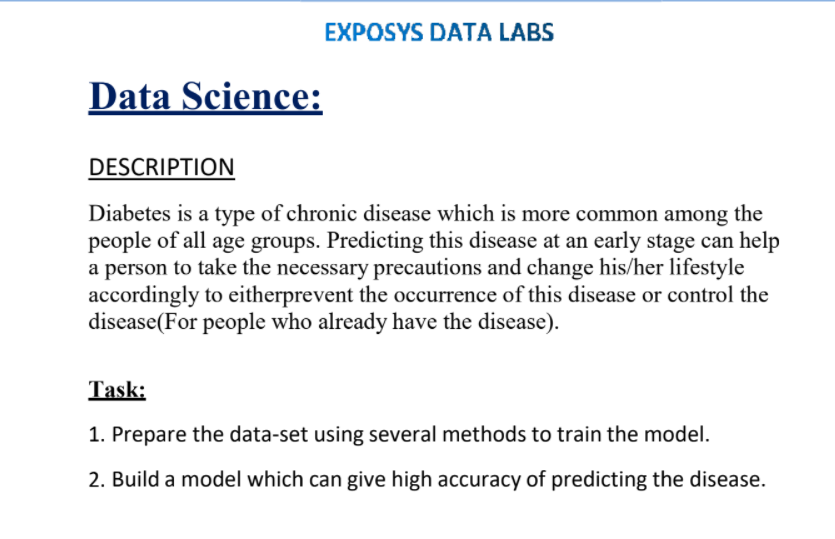 EXPOSYS DATA LABS
Data Science:
DESCRIPTION
Diabetes is a type of chronic disease which is more common among the
people of all age groups. Predicting this disease at an early stage can help
a person to take the necessary precautions and change his/her lifestyle
accordingly to eitherprevent the occurrence of this disease or control the
disease(For people who already have the disease).
Task:
1. Prepare the data-set using several methods to train the model.
2. Build a model which can give high accuracy of predicting the disease.